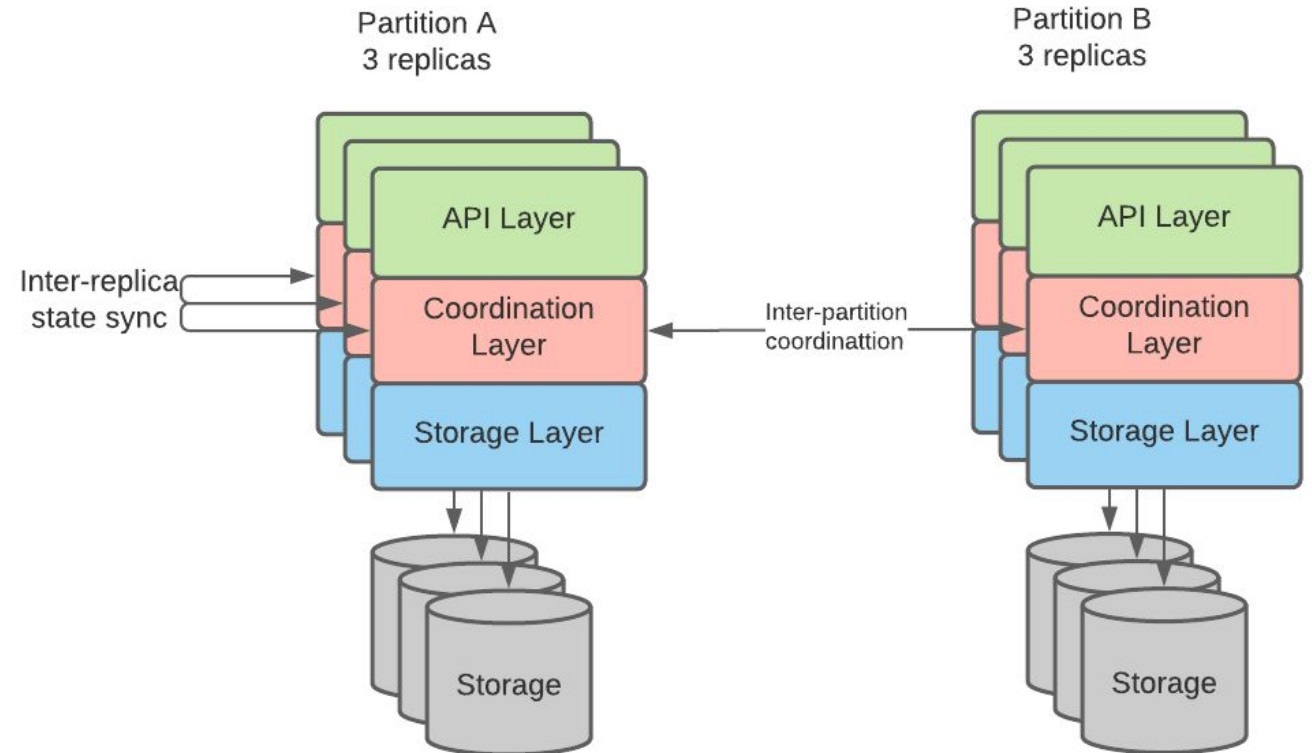 Partition A
3 replicas
Partition B
3 replicas
API Layer
API Layer
Inter-replica
state sync
Coordination
Layer
Inter-partition
coordinattion
Coordination
Layer
Storage Layer
Storage Layer
Storage
Storage